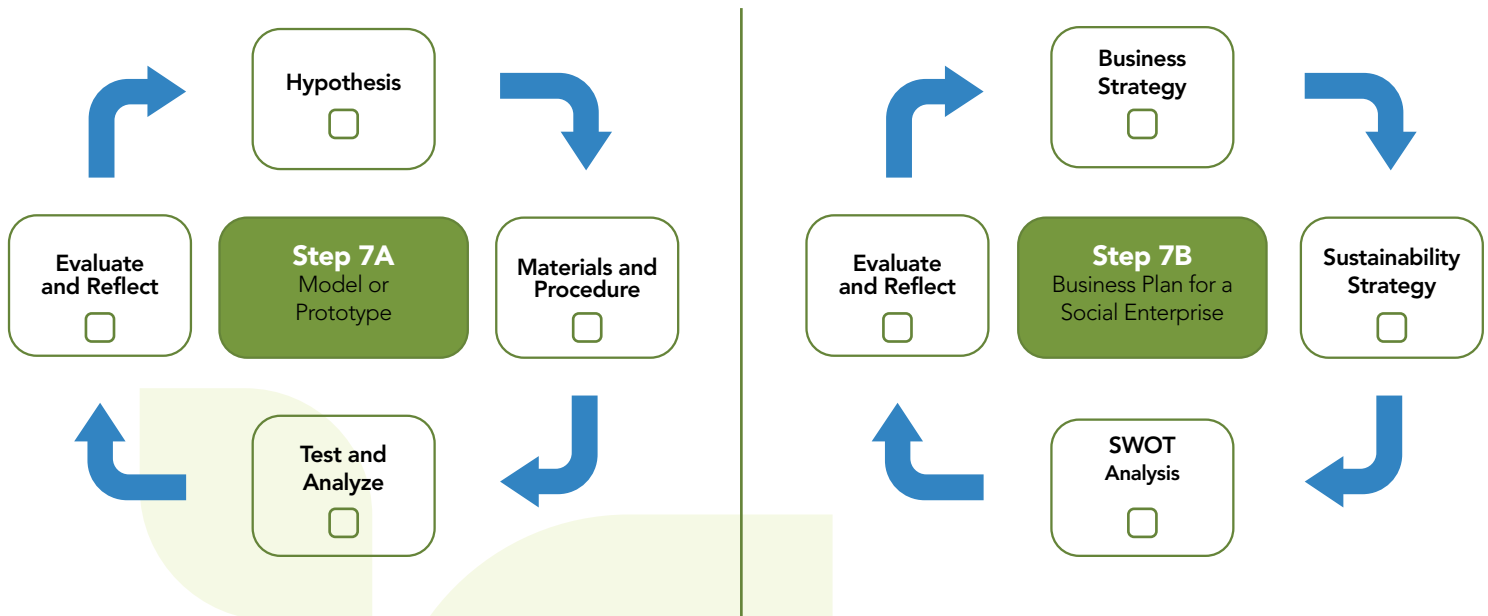 Hypothesis
Evaluate
and Reflect
Step 7A
Model or
Prototype
Materials and
Procedure
Test and
Analyze
Business
Strategy
Evaluate
and Reflect
Step 7B
Business Plan for a
Social Enterprise
Sustainability
Strategy
SWOT
Analysis